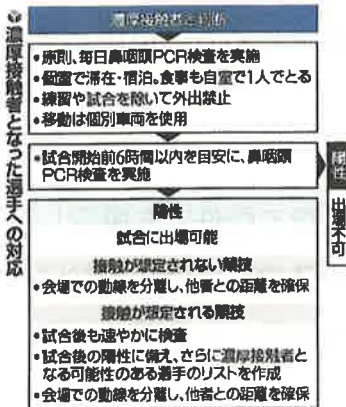 濃厚接触者となった選手への対応
濃厚接触者と判断
•原則、毎日鼻咽頭PCR検査を実施
•個室で滞在・宿泊。食事も自室で1人でとる
•練習や試合を除いて外出禁止
•移動は個別車両を使用
•試合開始前6時間以内を目安に、鼻咽頭
PCR検査を実施
陽性
出場不可
陰性
試合に出場可能
接触が想定されない競技
•会場での動線を分離し、他者との距離を確保
接触が想定される競技
•試合後も速やかに検査
•試合後の陽性に備え、さらに濃厚接触者と
なる可能性のある選手のリストを作成
•会場での動線を分離し、他者との距離を確保